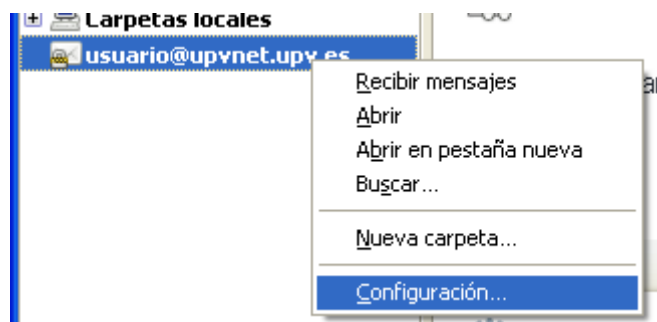 Carpetas locales
usuario@upvnet.upv.es
Recibir mensajes
Abrir
Abrir en pestaña nueva
Buscar...
Nueva carpeta...
Configuración...